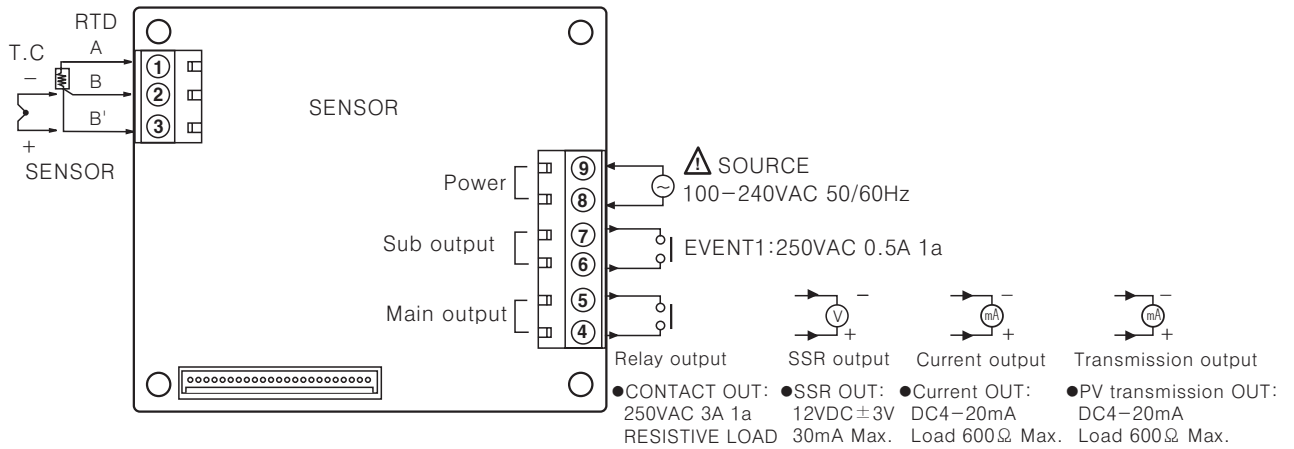 RTD
T.C
A
−
B
B'
+
SENSOR
1
2
3
SENSOR
Power
Sub output
Main output
9
8
7
6
5
4
SOURCE
100−240VAC 50/60Hz
EVENT1:250VAC 0.5A 1a
Relay output
●CONTACT OUT:
250VAC 3A 1a
RESISTIVE LOAD
−
V
+
SSR output
●SSR OUT:
12VDC±3V
30mA Max.
−
mA
+
Current output
●Current OUT:
DC4−20mA
Load 600Ω Max.
−
mA
+
Transmission output
●PV transmission OUT:
DC4−20mA
Load 600Ω Max.